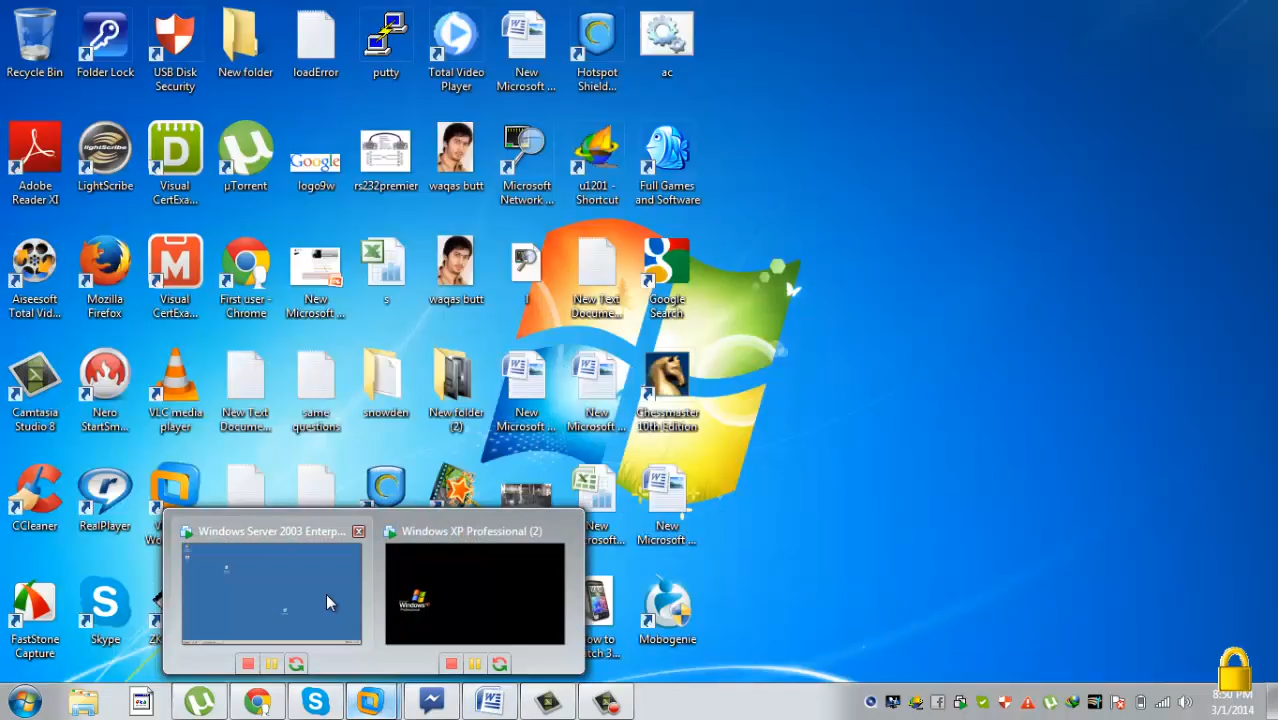 Recycle Bin
Folder Lock
USB Disk
Security
New folder
loadError
putty
Total Video
Player
New
Microsoft ...
Hotspot
Shield...
ac
Adobe
Reader XI
LightScribe
Visual
CertExa...
µTorrent
Google
logo9w
rs232premier
waqas butt
Microsoft
Network ...
u1201 -
Shortcut
Full Games
and Software
Aiseesoft
Total Vid...
Mozilla
Firefox
Visual
CertExa...
First user -
Chrome
New
Microsoft ...
s
waqas butt
New Text
Docume...
Google
Search
Camtasia
Studio 8
Nero
StartSm...
VLC media
player
New Text
Docume...
same
questions
snowden
New folder
(2)
New
Microsoft ...
New
Microsoft ...
Chessmaster
10th Edition
CCleaner
RealPlayer
New
Microsoft ...
Windows Server 2003 Enterp...
Windows XP Professional (2)
Windows
FastStone
Capture
Skype
Mobogenie
8:50 PM
3/1/2014